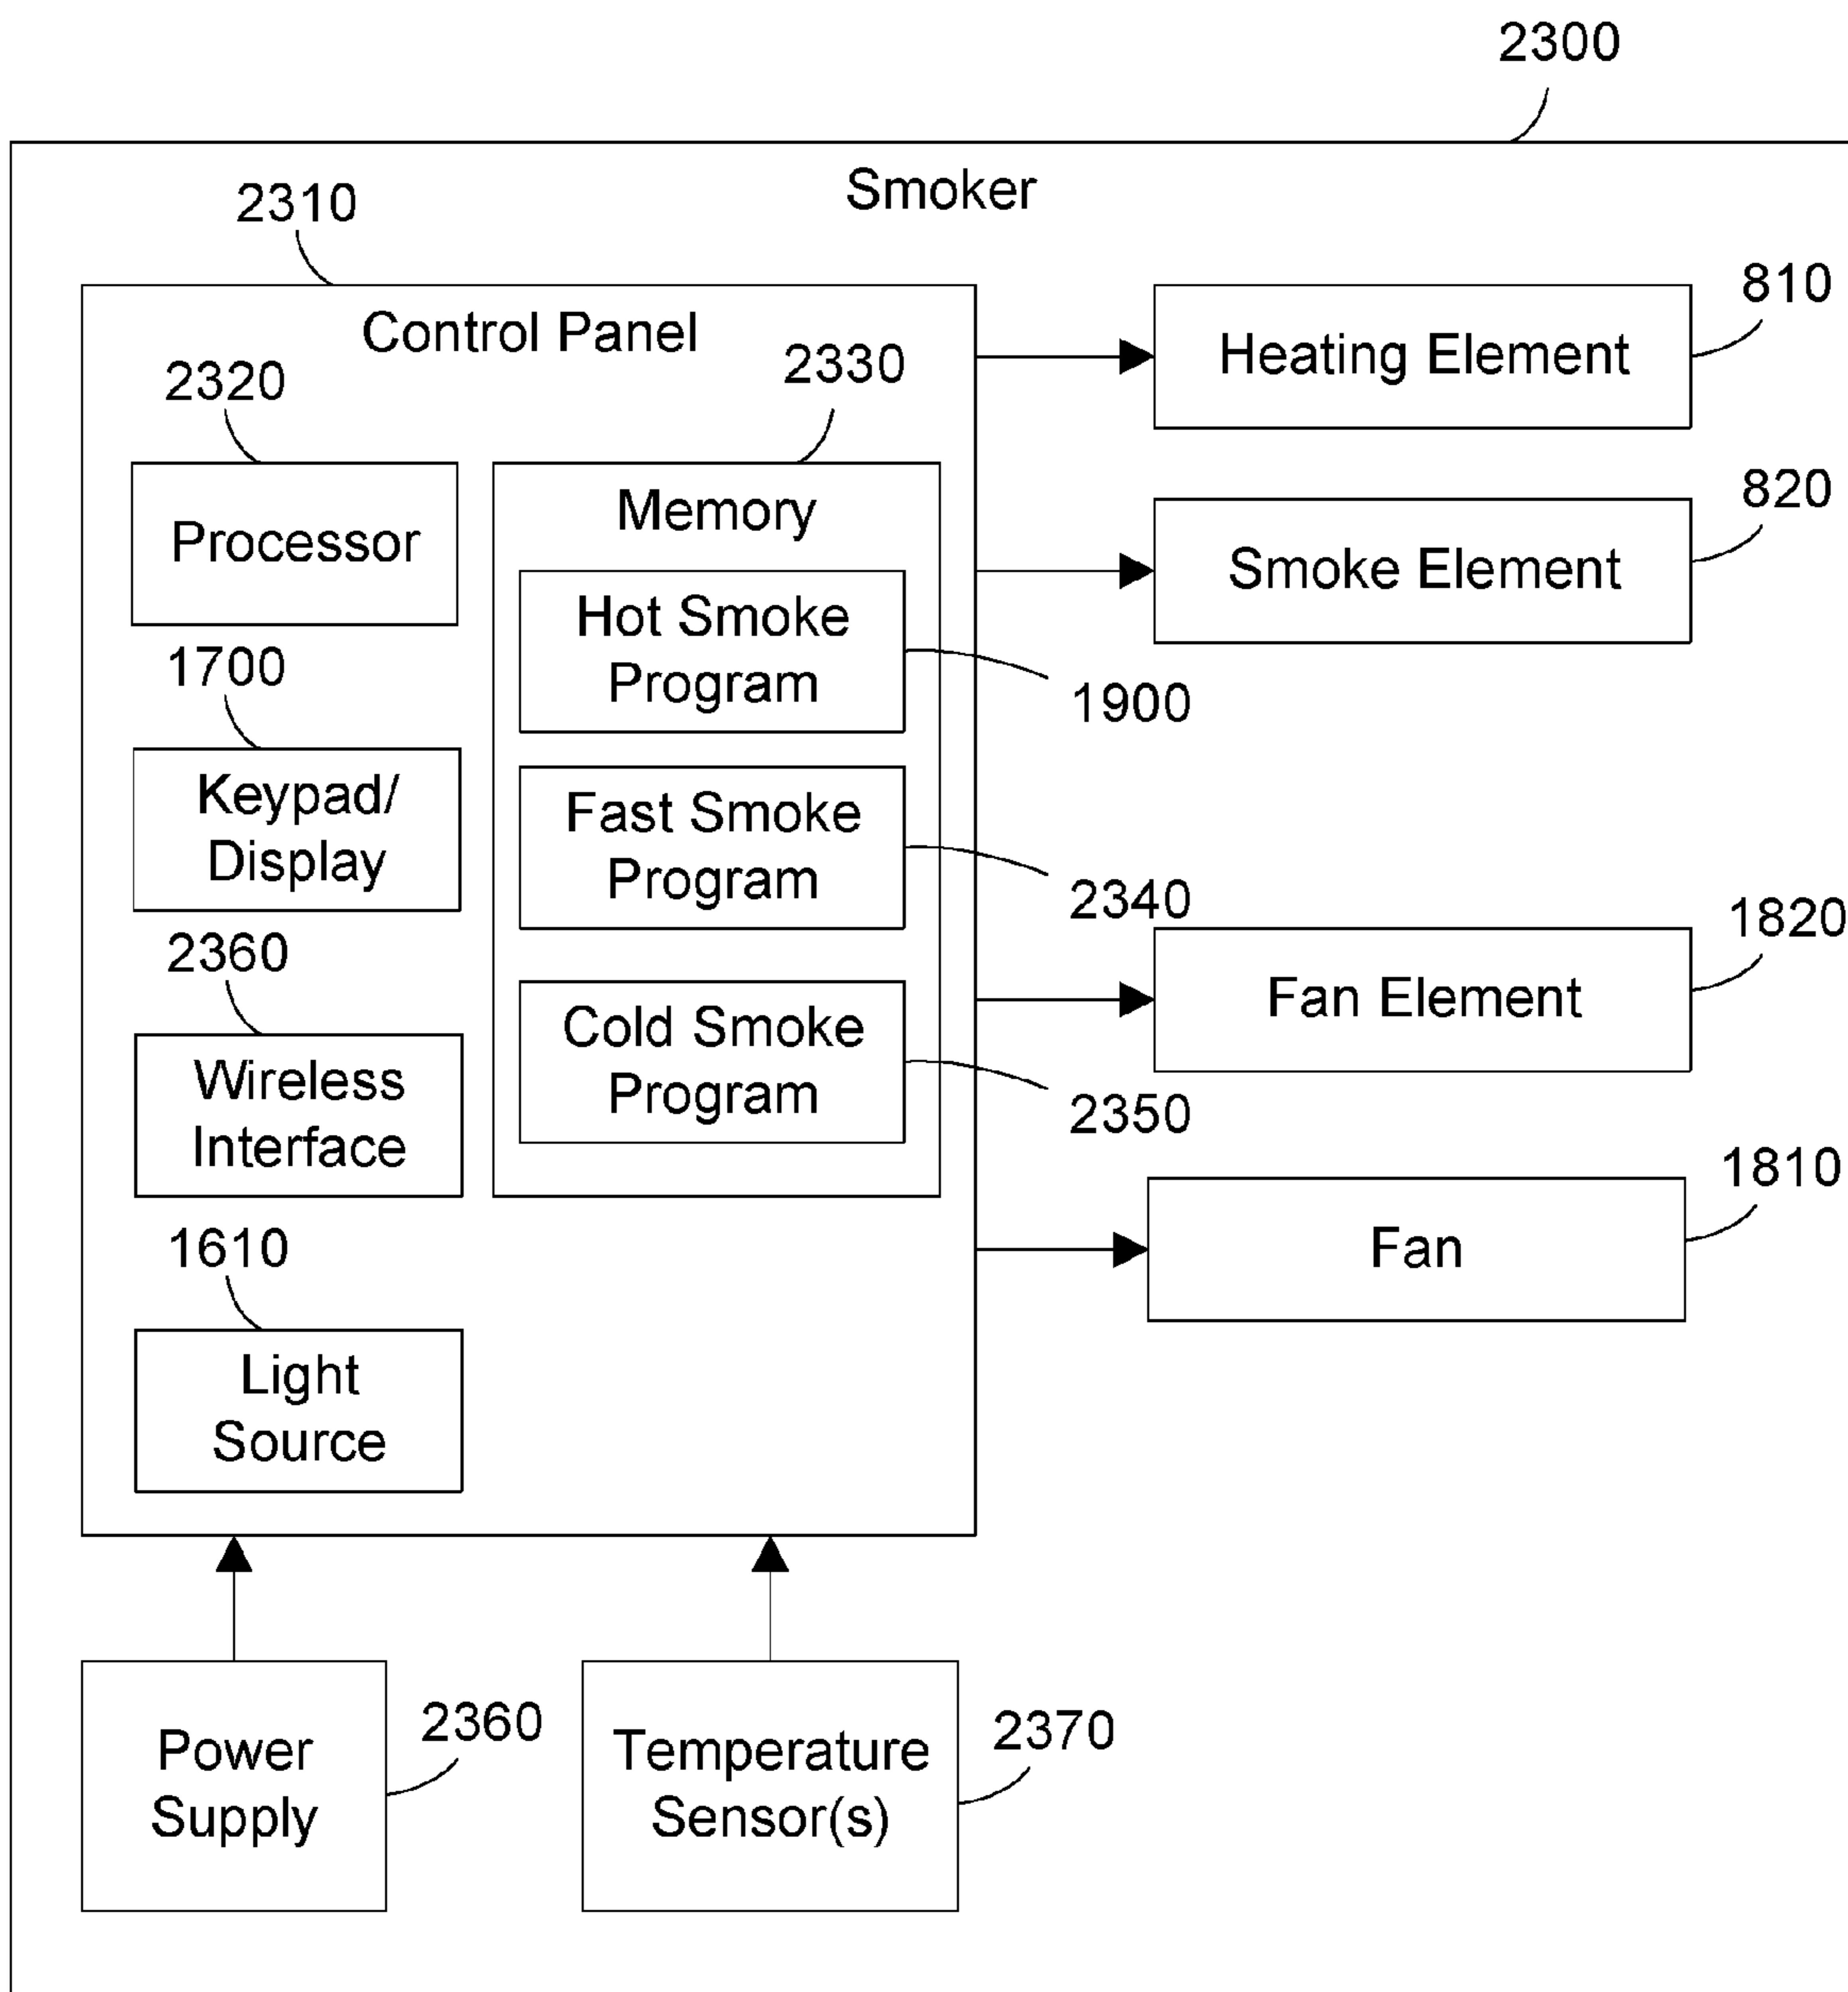 2300
Smoker
2310
Control Panel
2320
Processor
1700
Keypad/
Display
2360
Wireless
Interface
1610
Light
Source
2330
Memory
Hot Smoke
Program
1900
Fast Smoke
Program
2340
Cold Smoke
Program
2350
810
Heating Element
820
Smoke Element
1820
Fan Element
1810
Fan
Power
Supply
2360
Temperature
Sensor(s)
2370